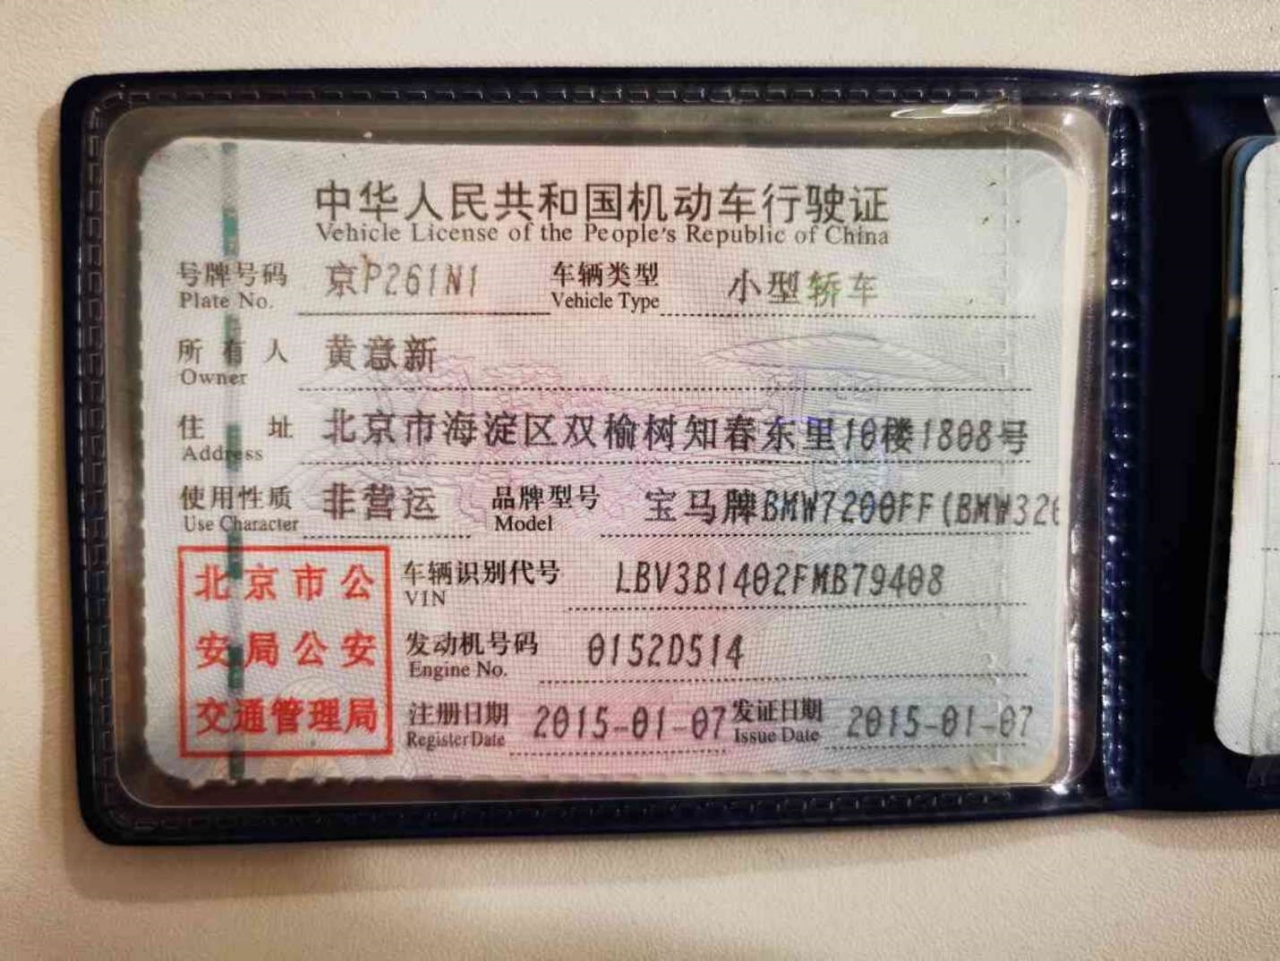 中华人民共和国机动车行驶证
Vehicle License of the People's Republic of China
号牌号码 京P261N1 车辆类型 小型轿车
Plate No. Vehicle Type
所有人 黄意新
Owner
住址 北京市海淀区双榆树知春东里10楼1808号
Address
使用性质 非营运 品牌型号 宝马牌BMW7200FF(BMW320
Use Character Model
北京市公
安局公安
交通管理局
车辆识别代号 LBV3B1402FMB79408
VIN
发动机号码 0152D514
Engine No.
注册日期 2015-01-07 发证日期 2015-01-07
Register Date Issue Date